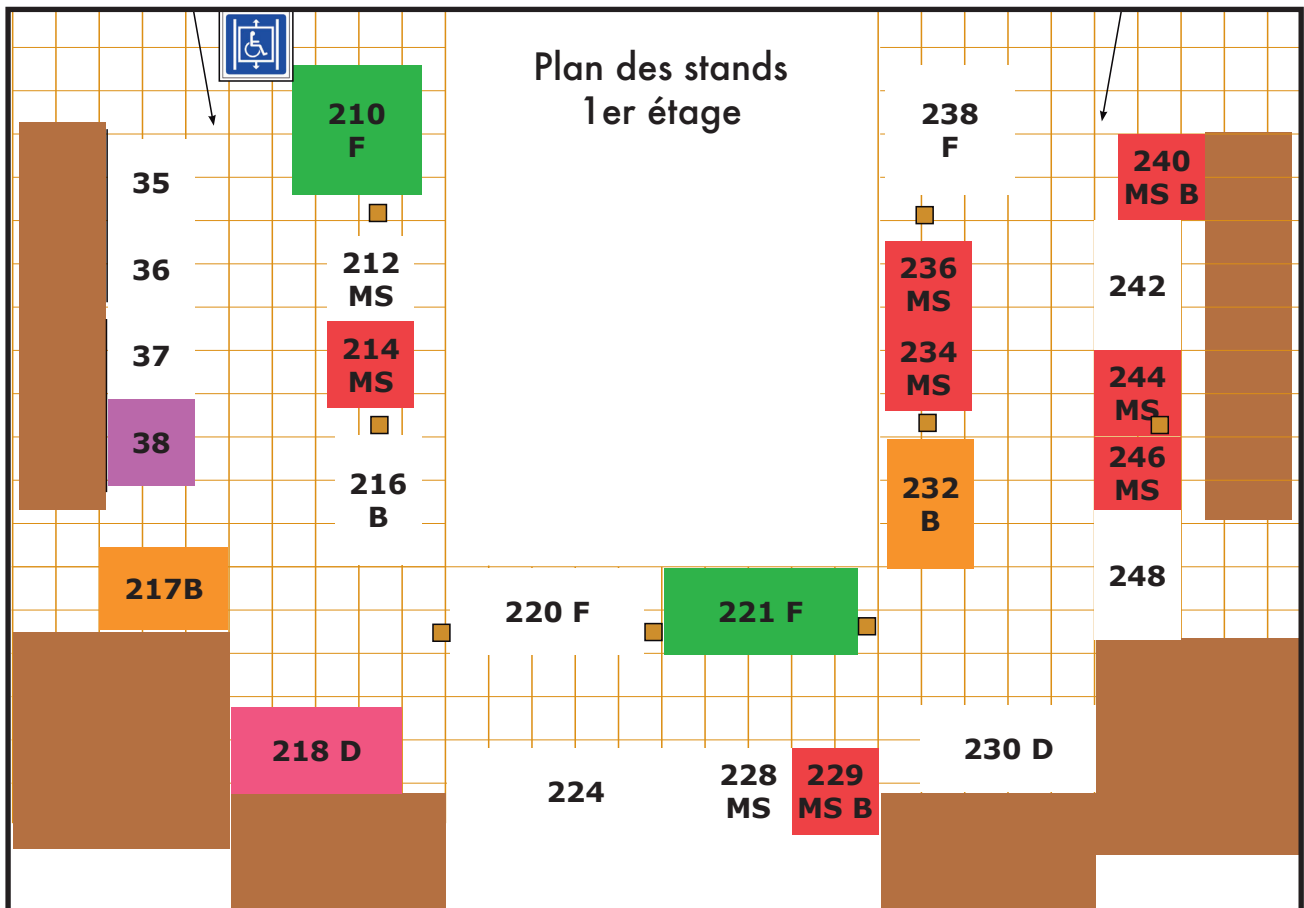 Plan des stands
1er étage
210
F
238
F
35
240
MS B
36
212
MS
236
MS
242
37
214
MS
234
MS
244
MS
38
216
B
232
B
246
MS
217B
220 F
221 F
248
218 D
224
228
MS
229
MS B
230 D